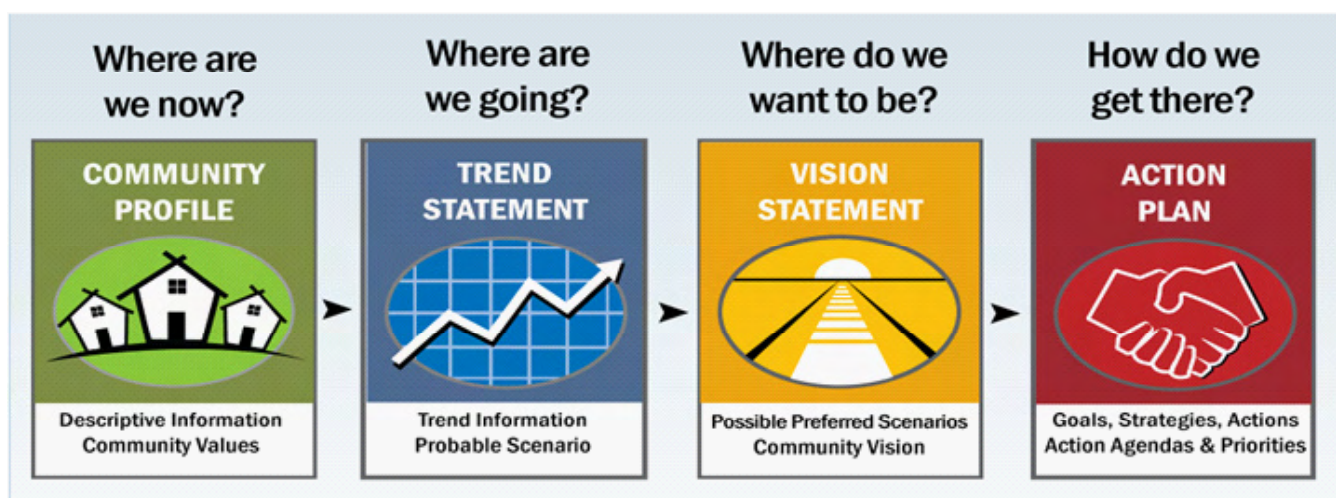 Where are
we now?
COMMUNITY
PROFILE
Descriptive Information
Community Values
Where are
we going?
TREND
STATEMENT
Trend Information
Probable Scenario
Where do we
want to be?
VISION
STATEMENT
Possible Preferred Scenarios
Community Vision
How do we
get there?
ACTION
PLAN
Goals, Strategies, Actions
Action Agendas & Priorities